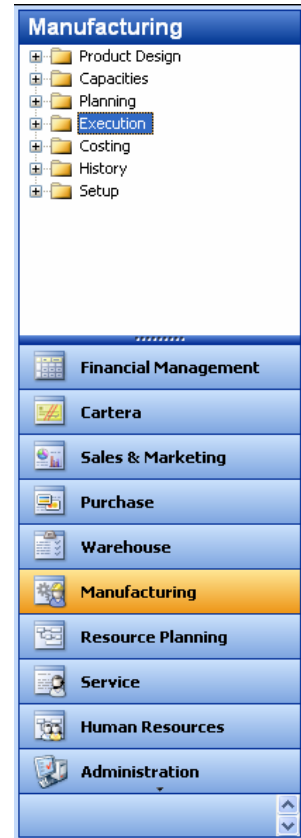 Manufacturing
Product Design
Capacities
Planning
Execution
Costing
History
Setup
Financial Management
Cartera
Sales & Marketing
Purchase
Warehouse
Manufacturing
Resource Planning
Service
Human Resources
Administration